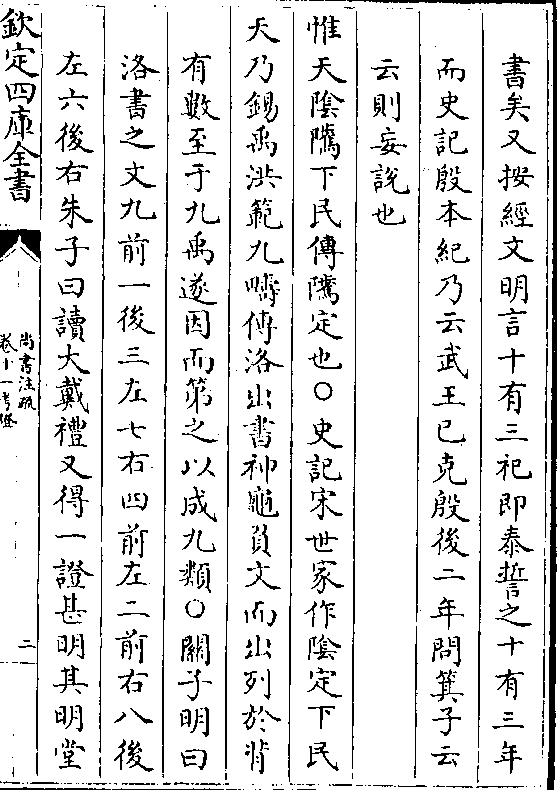 書矣又按經文明言十有三祀即泰誓之十有三年
而史記殷本紀乃云武王已克殷後二年問箕子云
云則妄說也
惟天陰騭下民傳騭定也○史記宋世家作陰定下民
天乃錫禹洪範九疇傳洛出書神龜負文而出列於背
有數至于九禹遂因而第之以成九類○關子明曰
洛書之文九前一後三左七右四前左二前右八後
左六後右朱子曰讀大戴禮又得一證甚明其明堂
欽定四庫全書
尚書注疏
卷十一考證
二